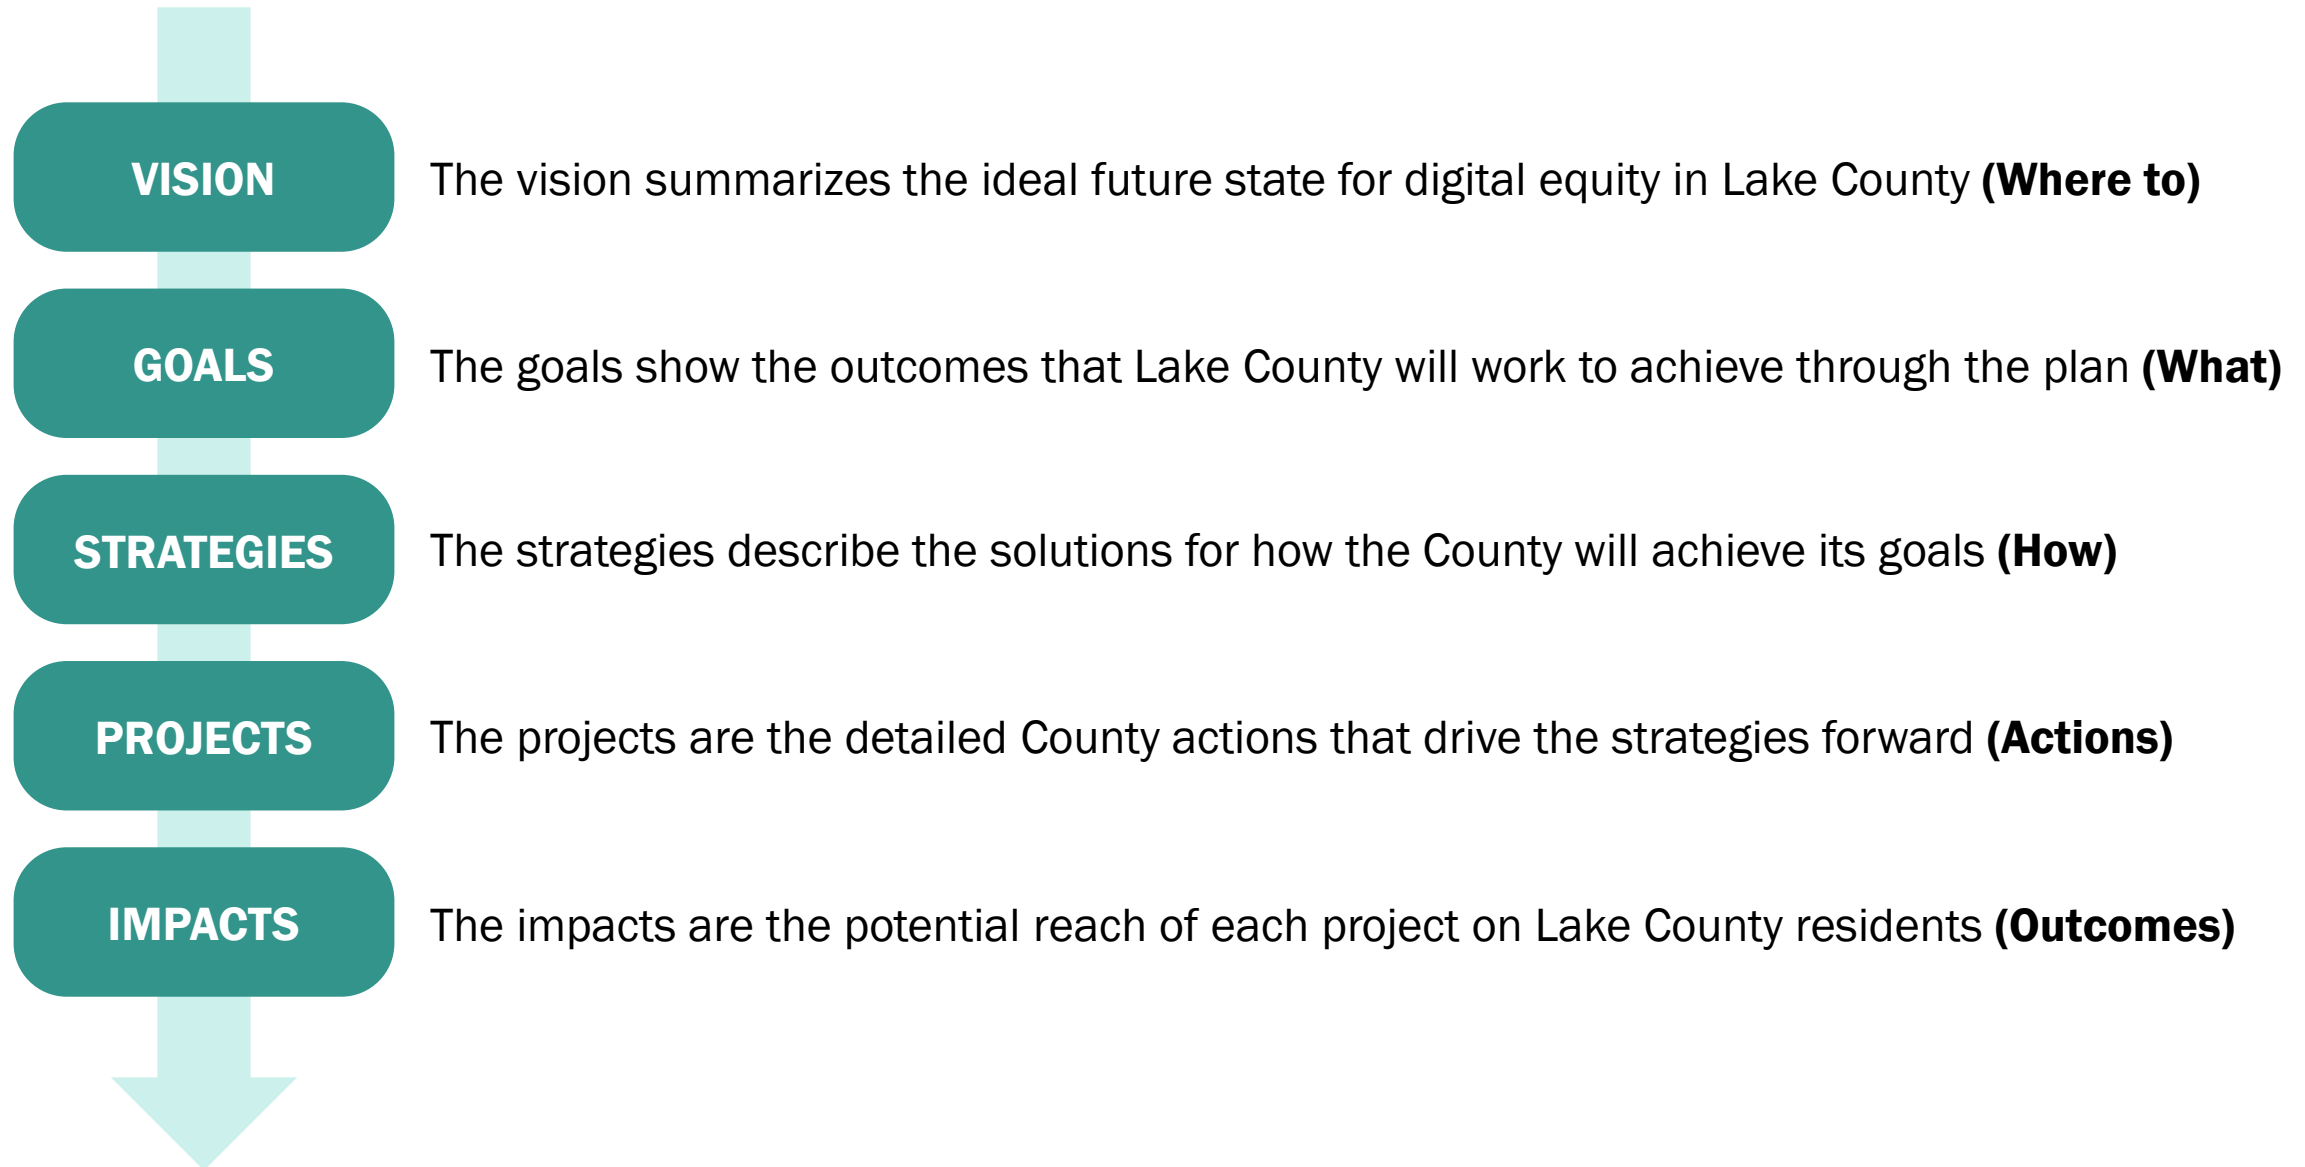 VISION
The vision summarizes the ideal future state for digital equity in Lake County (Where to)
GOALS
The goals show the outcomes that Lake County will work to achieve through the plan (What)
STRATEGIES
The strategies describe the solutions for how the County will achieve its goals (How)
PROJECTS
The projects are the detailed County actions that drive the strategies forward (Actions)
IMPACTS
The impacts are the potential reach of each project on Lake County residents (Outcomes)